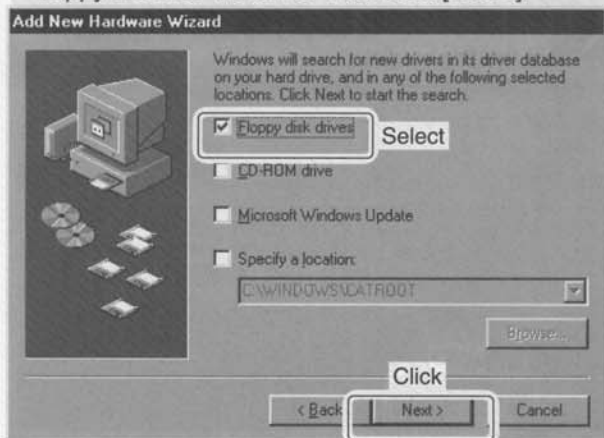 Add New Hardware Wizard
Windows will search for new drivers in its driver database
on your hard drive, and in any of the following selected
locations. Click Next to start the search.
Floppy disk drives
Select
CD-ROM drive
Microsoft Windows Update
Specify a location:
C:\WINDOWS\CATROOT
Browse...
Click
< Back
Next >
Cancel